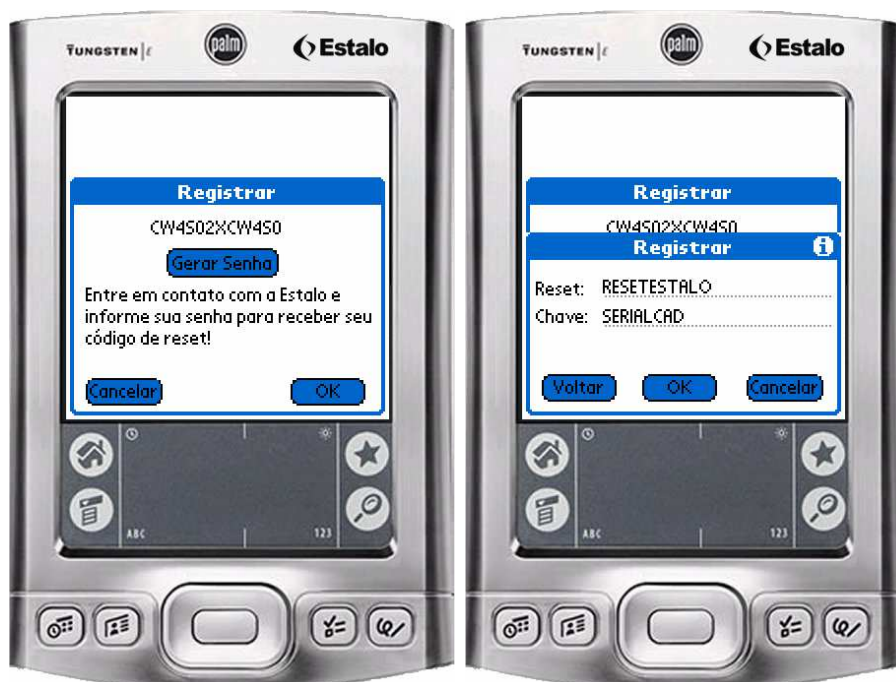 TUNGSTEN E
palm
Estalo
Registrar
CW4S02XCW4S0
Gerar Senha
Entre em contato com a Estalo e
informe sua senha para receber seu
código de reset!
Cancelar
OK
ABC
123
TUNGSTEN E
palm
Estalo
Registrar
CW4S02XCW4S0
Registrar
Reset: RESETESTALO
Chave: SERIALCAD
Voltar
OK
Cancelar
ABC
123